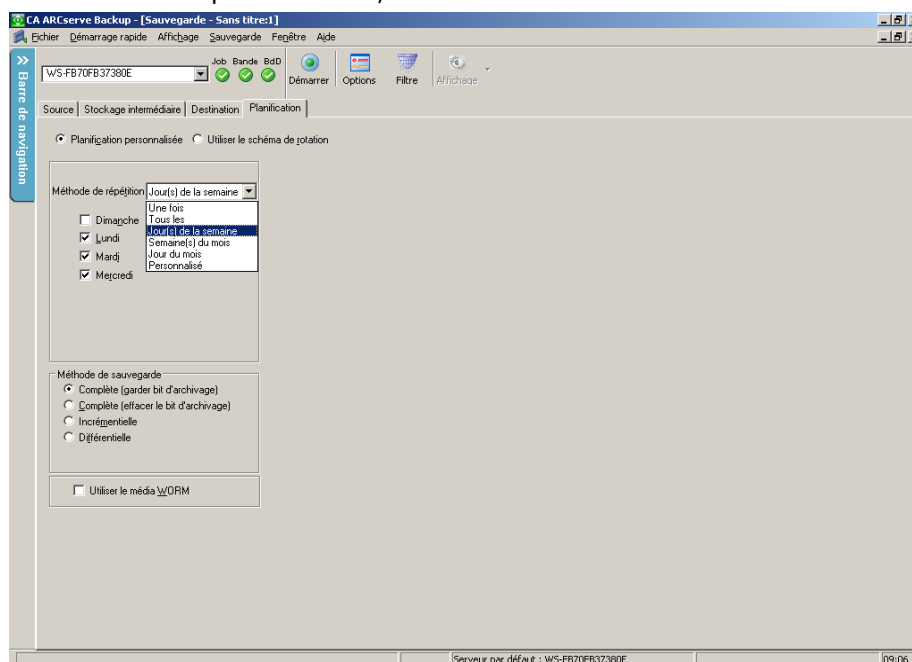 CA ARCserve Backup - [Sauvegarde - Sans titre:1]
Fichier Démarrage rapide Affichage Sauvegarde Fenêtre Aide
Job Bande BdD
WS-FB70FB37380E
Démarrer Options Filtre Affichage
Barre de navigation
Source Stockage intermédiaire Destination Planification
Planification personnalisée Utiliser le schéma de rotation
Méthode de répétition Jour(s) de la semaine
Une fois
Dimanche Tous les
Lundi Jour(s) de la semaine
Semaine(s) du mois
Mardi Jour du mois
Personnalisé
Mercredi
Méthode de sauvegarde
Complète (garder bit d'archivage)
Complète (effacer le bit d'archivage)
Incrémentielle
Différentielle
Utiliser le média WORM
Serveur par défaut : WS-FB70FB37380E
09:06